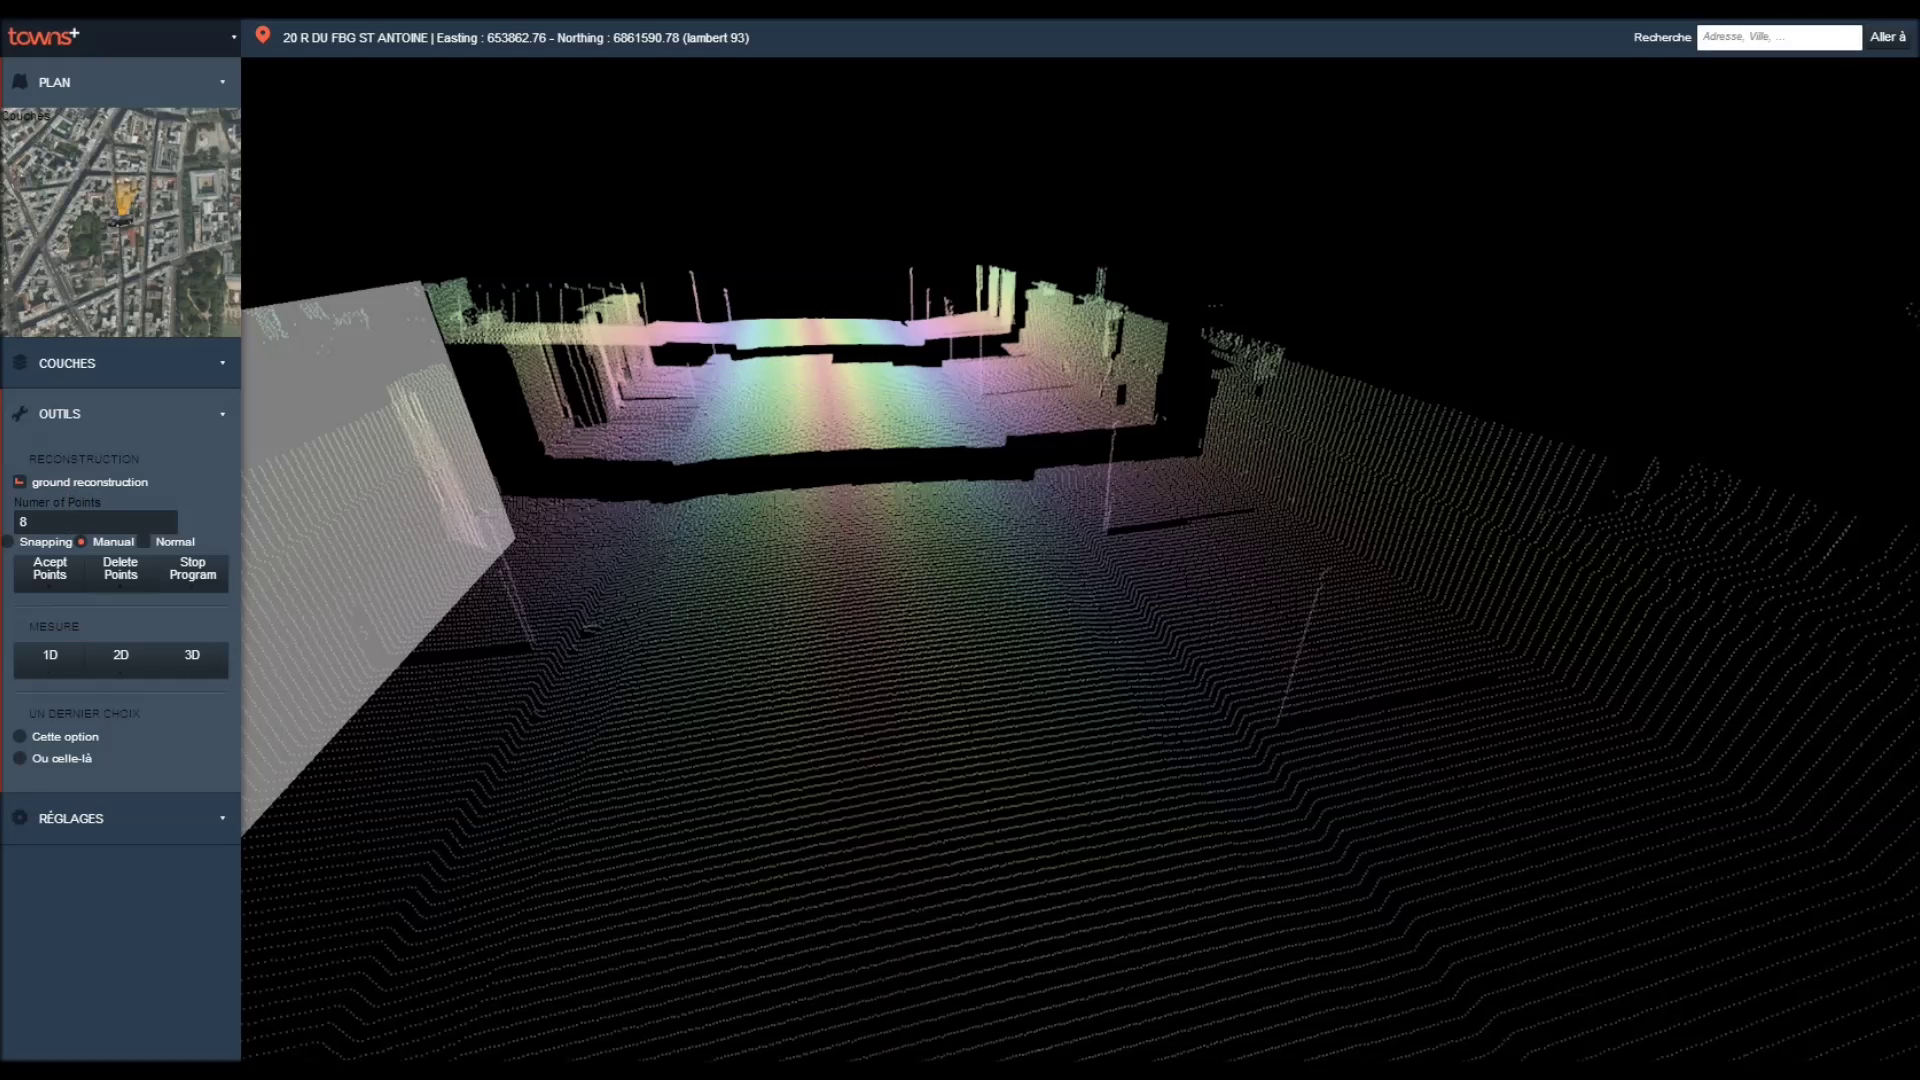 towns+
20 R DU FBG ST ANTOINE | Easting : 653862.76 - Northing : 6861590.78 (lambert 93)
Recherche
Adresse, Ville, ...
Aller à
PLAN
Couches
COUCHES
OUTILS
RECONSTRUCTION
ground reconstruction
Numer of Points
8
Snapping Manual Normal
Acept Points
Delete Points
Stop Program
MESURE
1D 2D 3D
UN DERNIER CHOIX
Cette option
Ou celle-là
RÉGLAGES